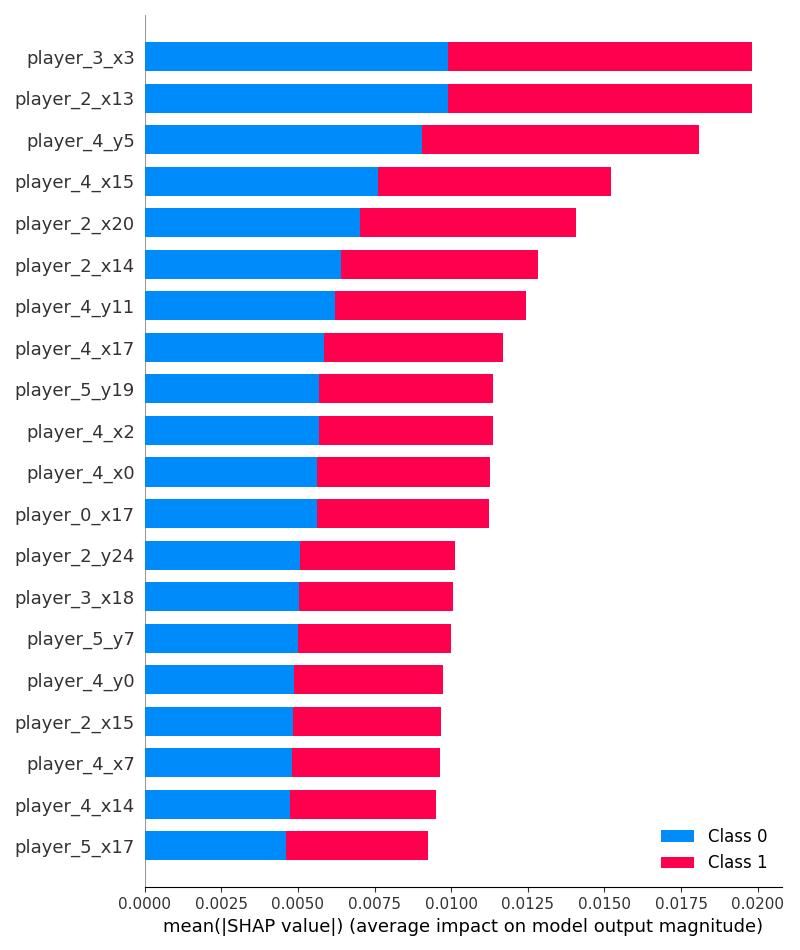 player_3_x3
player_2_x13
player_4_y5
player_4_x15
player_2_x20
player_2_x14
player_4_y11
player_4_x17
player_5_y19
player_4_x2
player_4_x0
player_0_x17
player_2_y24
player_3_x18
player_5_y7
player_4_y0
player_2_x15
player_4_x7
player_4_x14
player_5_x17
Class 0
Class 1
0.0000 0.0025 0.0050 0.0075 0.0100 0.0125 0.0150 0.0175 0.0200
mean(|SHAP value|) (average impact on model output magnitude)